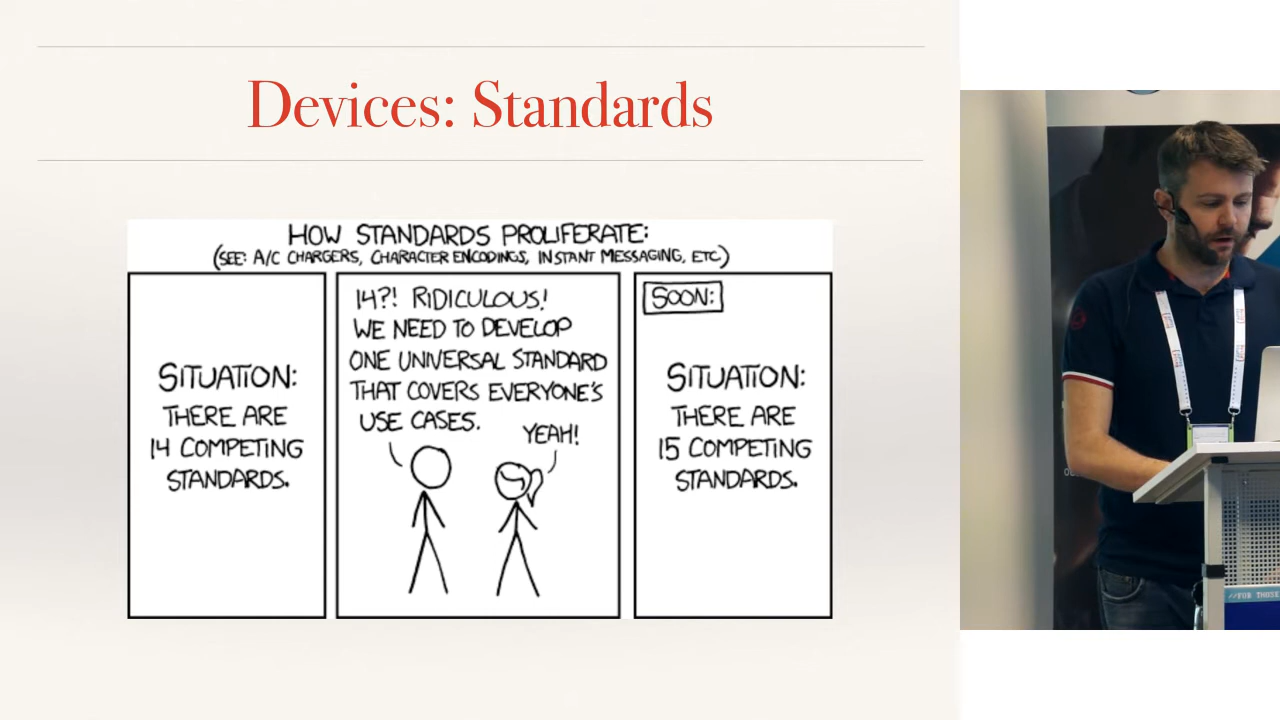 Devices: Standards
HOW STANDARDS PROLIFERATE:
(SEE: A/C CHARGERS, CHARACTER ENCODINGS, INSTANT MESSAGING, ETC.)
SITUATION:
THERE ARE
14 COMPETING
STANDARDS.
14?! RIDICULOUS!
WE NEED TO DEVELOP
ONE UNIVERSAL STANDARD
THAT COVERS EVERYONE'S
USE CASES.
YEAH!
SOON:
SITUATION:
THERE ARE
15 COMPETING
STANDARDS.
//FOR THOSE